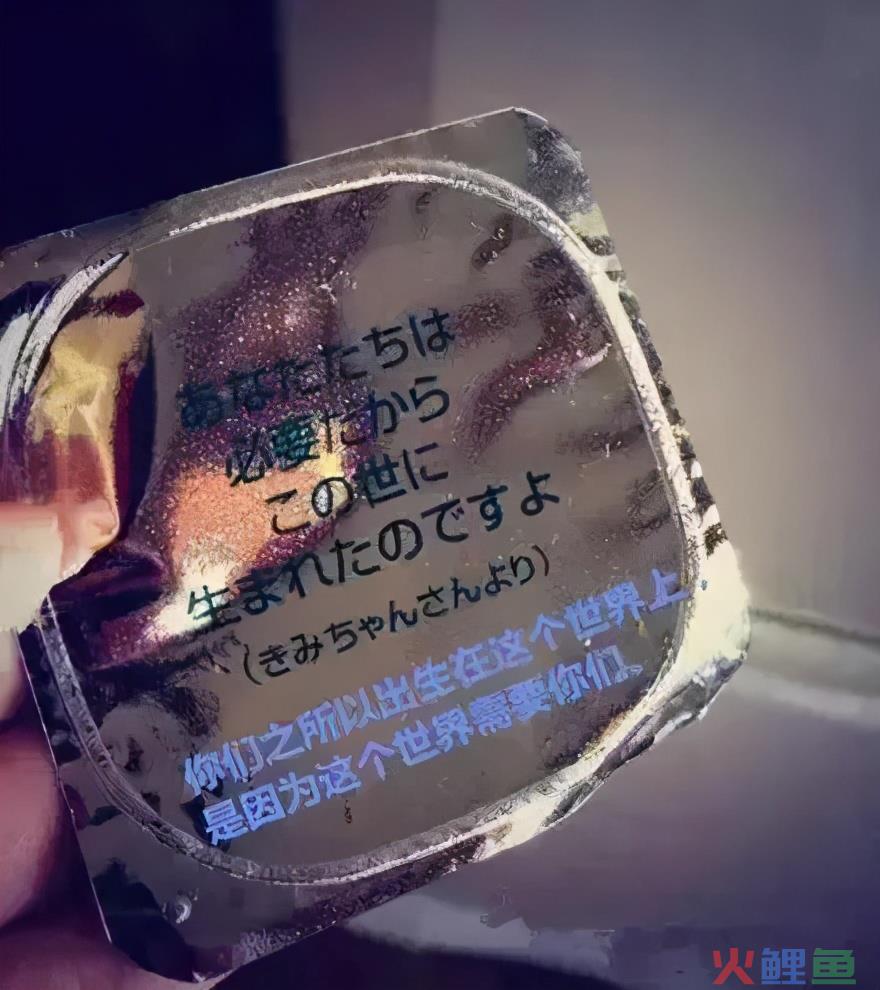 あなたたちは
必要だから
この世に
生まれたのですよ
(きみちゃんさんより)
你们之所以出生在这个世界上，
是因为这个世界需要你们。
火鲤鱼